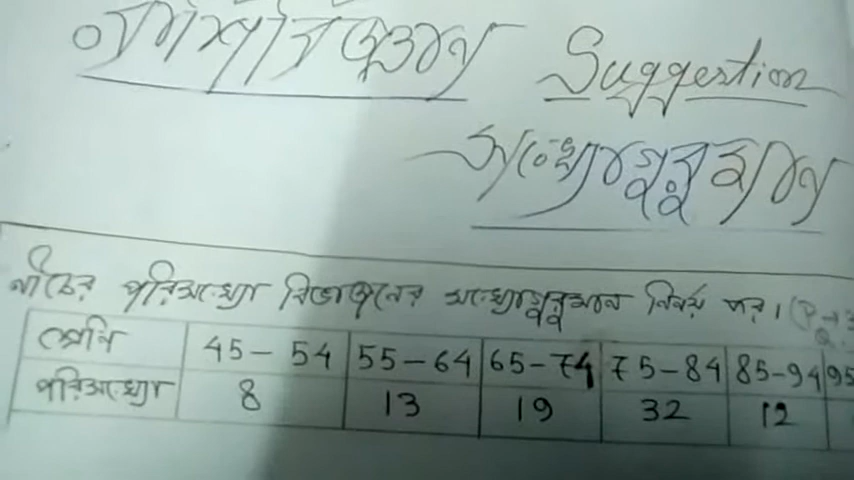 Suggestion
সংখ্যাগুরুমান
নীচের পরিসংখ্যা বিভাজনের সংখ্যাগুরুমান নির্ণয় কর।
শ্রেণি 45-54 55-64 65-74 75-84 85-94 95
পরিসংখ্যা 8 13 19 32 12